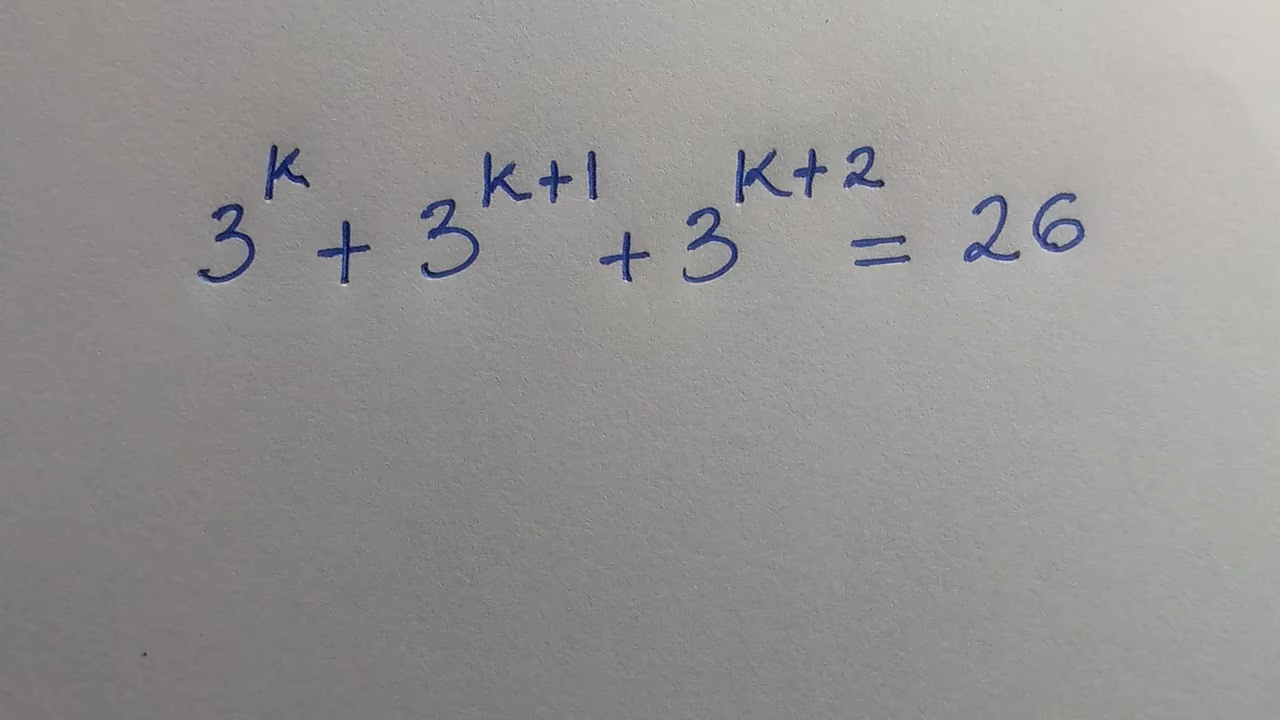 3^k + 3^{k+1} + 3^{k+2} = 26